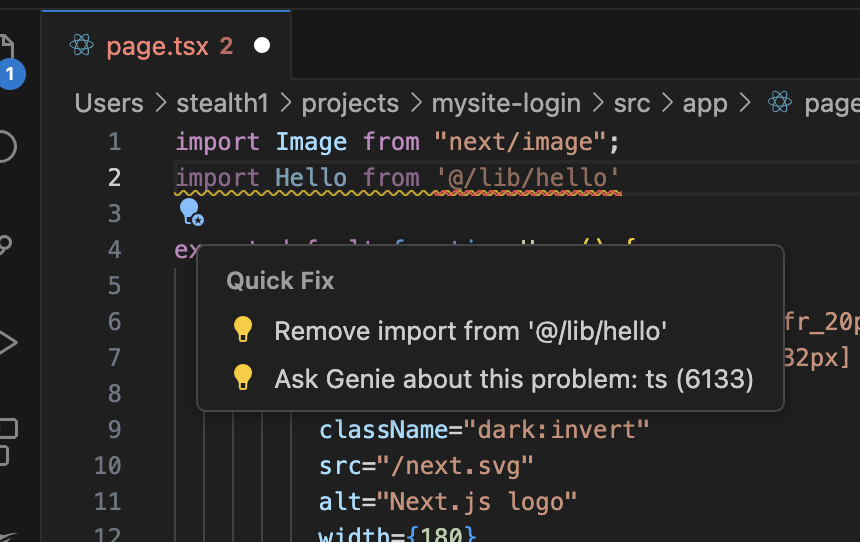 1
page.tsx 2
Users > stealth1 > projects > mysite-login > src > app > page
1 import Image from "next/image";
2 import Hello from '@/lib/hello'
3
4 ex
Quick Fix
Remove import from '@/lib/hello'
Ask Genie about this problem: ts (6133)
5
6 fr_20p
7 32px]
8
9 className="dark:invert"
10 src="/next.svg"
11 alt="Next.js logo"
12 width={180}